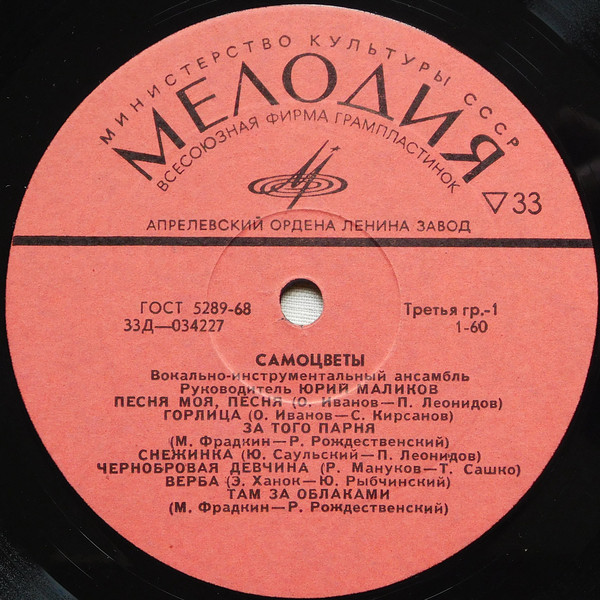 МИНИСТЕРСТВО КУЛЬТУРЫ СССР
МЕЛОДИЯ
ВСЕСОЮЗНАЯ ФИРМА ГРАМПЛАСТИНОК
▽33
АПРЕЛЕВСКИЙ ОРДЕНА ЛЕНИНА ЗАВОД
ГОСТ 5289-68
Третья гр.-1
33Д—034227
1-60
САМОЦВЕТЫ
Вокально-инструментальный ансамбль
Руководитель ЮРИЙ МАЛИКОВ
ПЕСНЯ МОЯ, ПЕСНЯ (О. Иванов—П. Леонидов)
ГОРЛИЦА (О. Иванов—С. Кирсанов)
ЗА ТОГО ПАРНЯ
(М. Фрадкин—Р. Рождественский)
СНЕЖИНКА (Ю. Саульский—П. Леонидов)
ЧЕРНОБРОВАЯ ДЕВЧИНА (Р. Мануков—Т. Сашко)
ВЕРБА (Э. Ханок—Ю. Рыбчинский)
ТАМ ЗА ОБЛАКАМИ
(М. Фрадкин—Р. Рождественский)